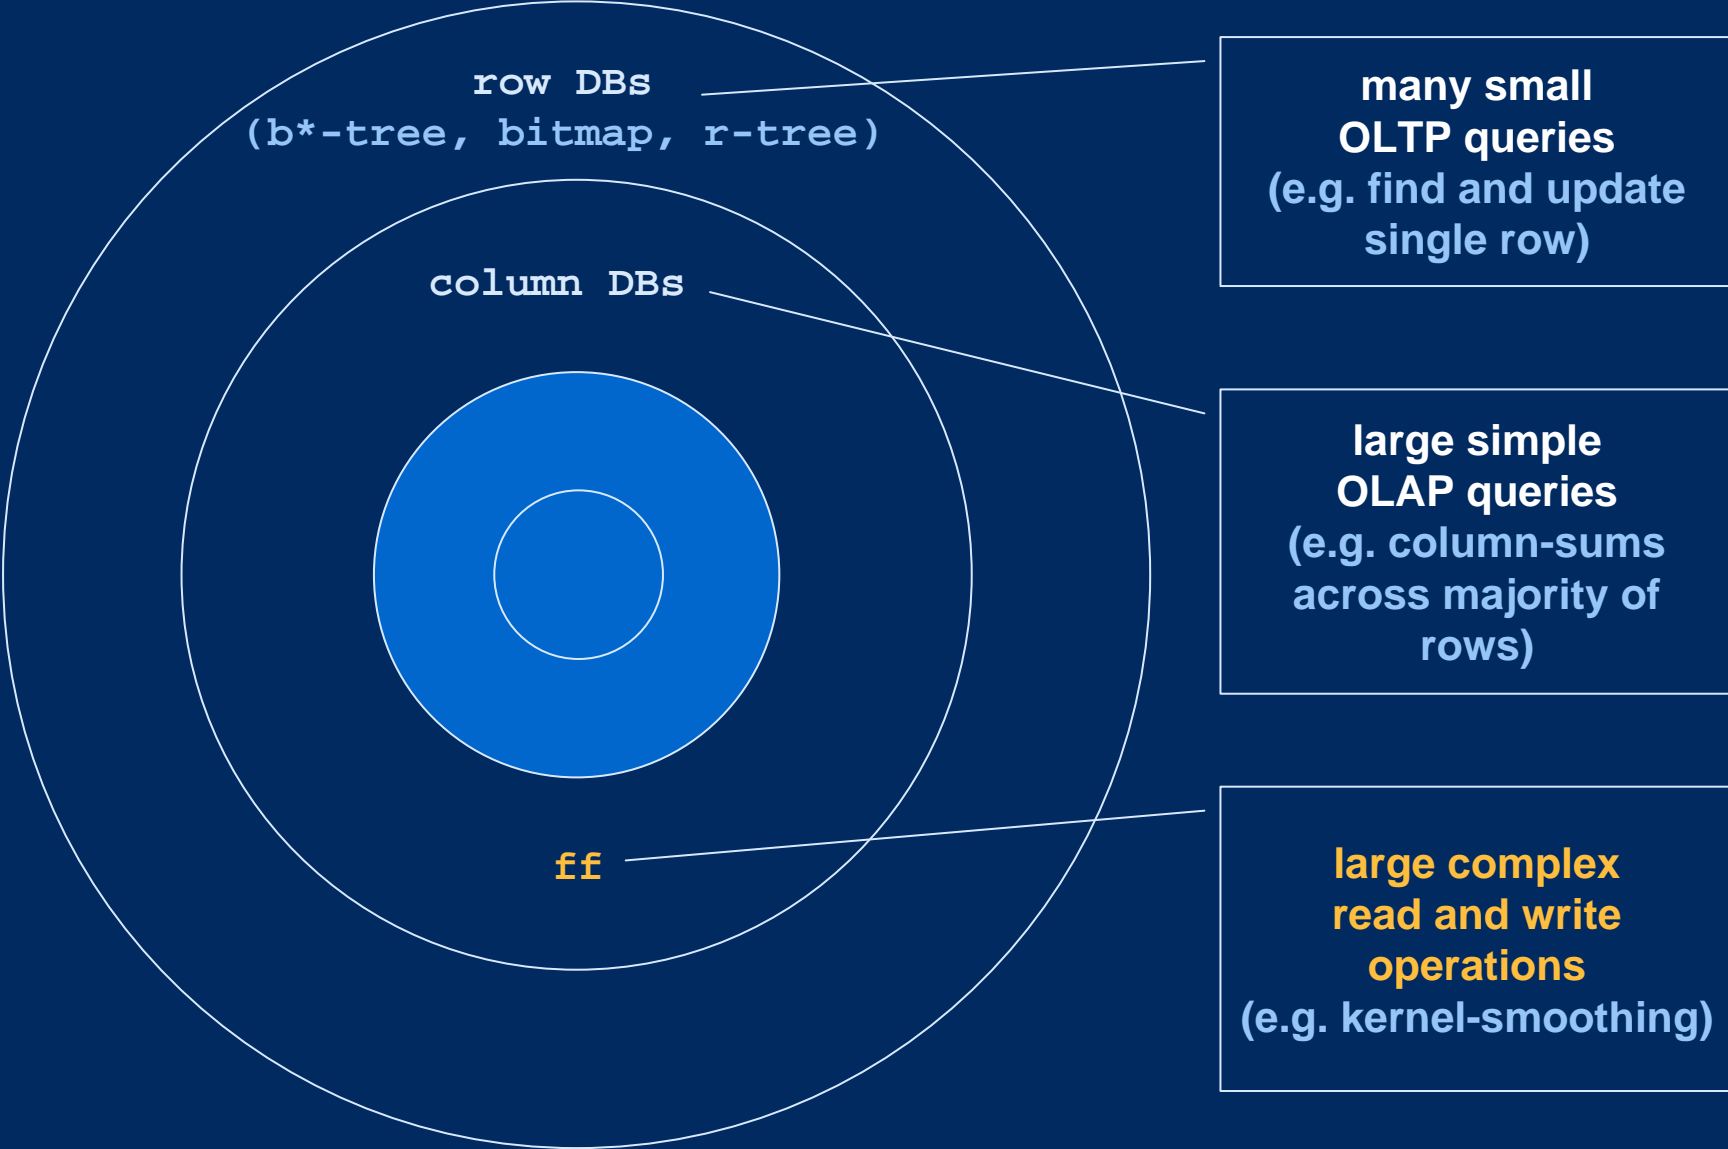 row DBs
(b*-tree, bitmap, r-tree)
many small
OLTP queries
(e.g. find and update
single row)
column DBs
large simple
OLAP queries
(e.g. column-sums
across majority of
rows)
ff
large complex
read and write
operations
(e.g. kernel-smoothing)